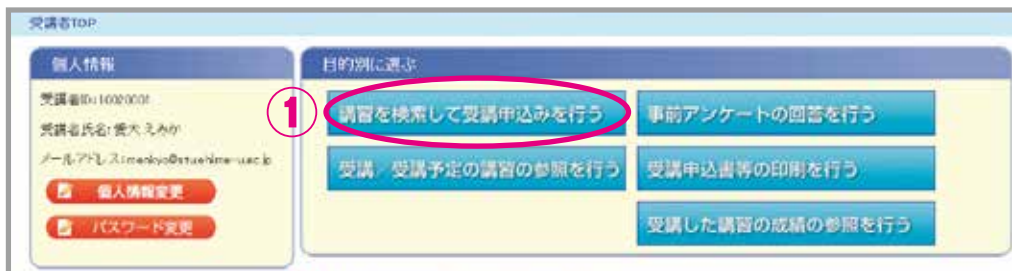 受講者TOP
個人情報
受講者ID:10020001
受講者氏名:愛大 えみか
メールアドレス:
個人情報変更
パスワード変更
目的別に選ぶ
①
講習を検索して受講申込みを行う
事前アンケートの回答を行う
受講/受講予定の講習の参照を行う
受講申込書等の印刷を行う
受講した講習の成績の参照を行う